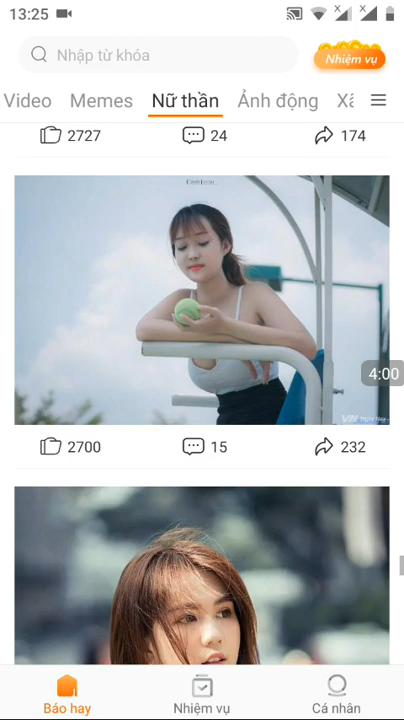 13:25
Nhập từ khóa
Nhiệm vụ
Video Memes Nữ thần Ảnh động
2727 24 174
4:00
2700 15 232
Báo hay Nhiệm vụ Cá nhân